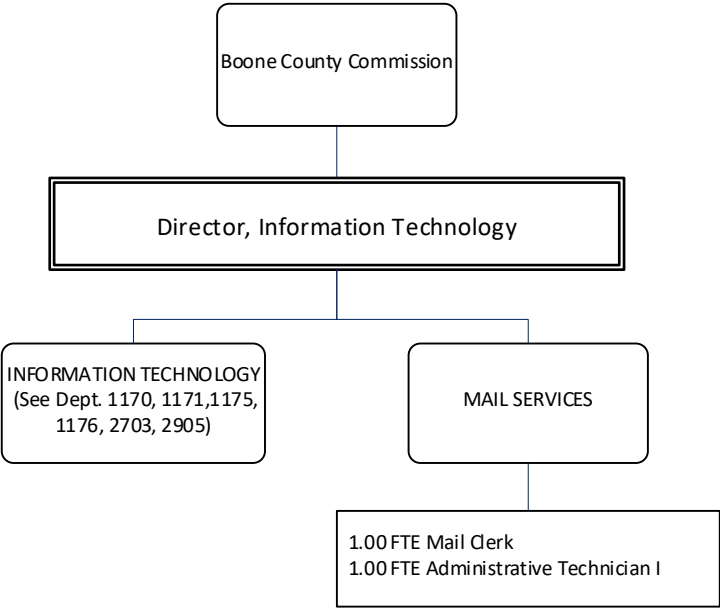 Boone County Commission
Director, Information Technology
INFORMATION TECHNOLOGY
(See Dept. 1170, 1171,1175,
1176, 2703, 2905)
MAIL SERVICES
1.00 FTE Mail Clerk
1.00 FTE Administrative Technician I